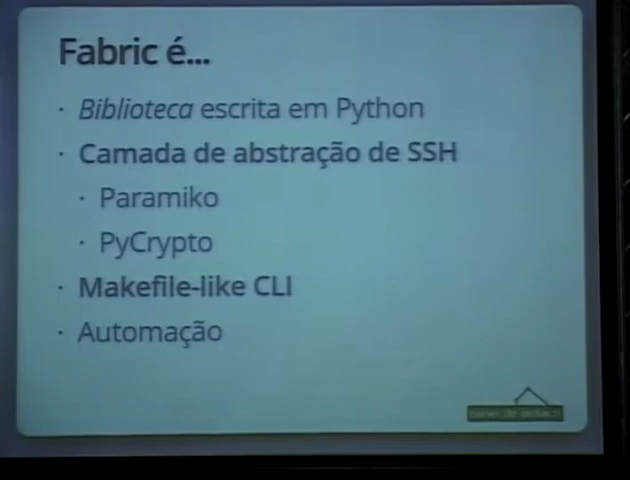 Fabric é...
· Biblioteca escrita em Python
· Camada de abstração de SSH
· Paramiko
· PyCrypto
· Makefile-like CLI
· Automação